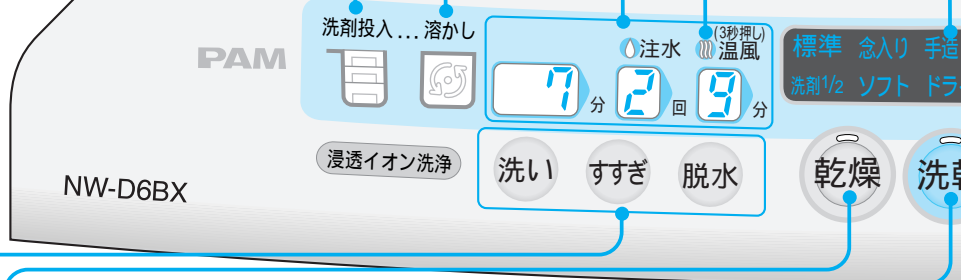 洗剤投入...溶かし
(3秒押し)
注水 温風
PAM
7分 2回 9分
標準 念入り 手造
洗剤1/2 ソフト ドラ
浸透イオン洗浄
洗い すすぎ 脱水
乾燥 洗乾
NW-D6BX